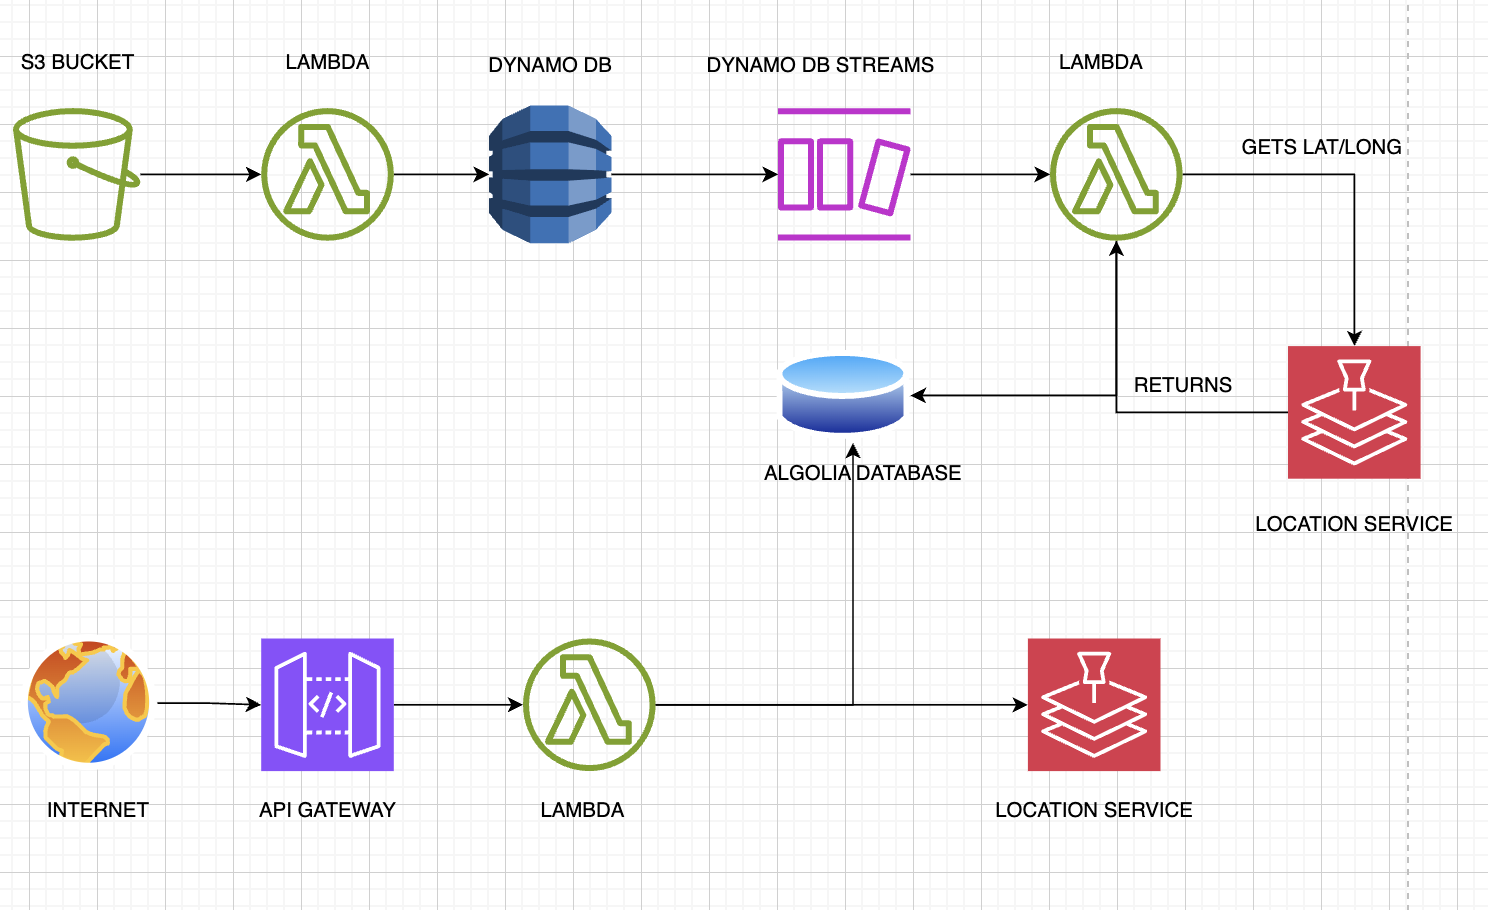 S3 BUCKET
LAMBDA
DYNAMO DB
DYNAMO DB STREAMS
LAMBDA
GETS LAT/LONG
RETURNS
ALGOLIA DATABASE
LOCATION SERVICE
</>
INTERNET
API GATEWAY
LAMBDA
LOCATION SERVICE